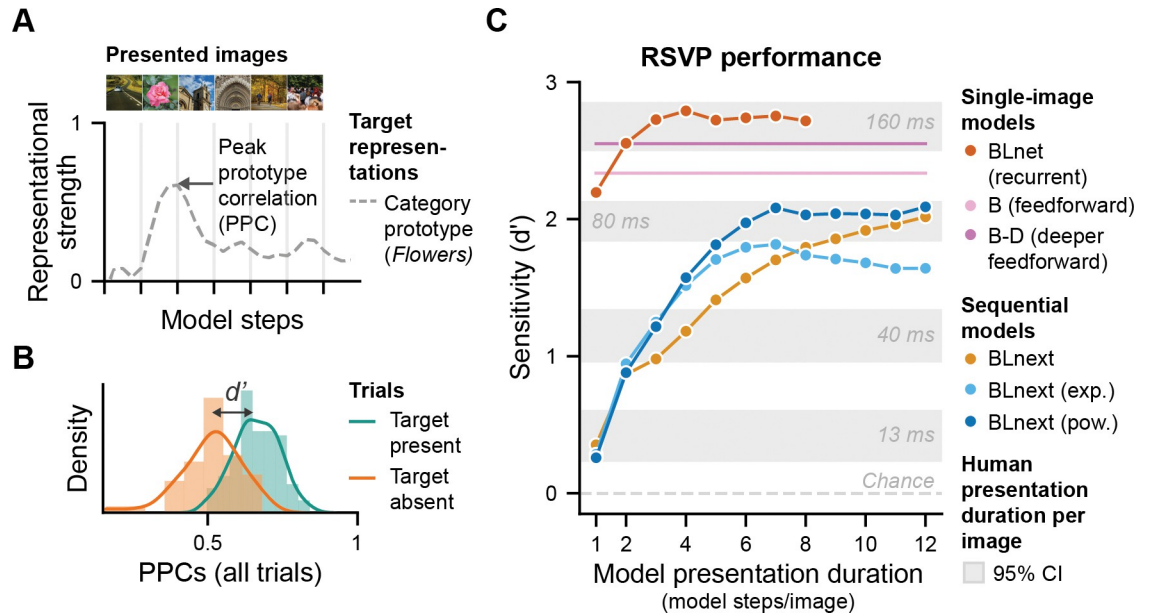 A
Presented images
1
0
Representational
strength
Peak
prototype
correlation
(PPC)
Model steps
Target
represen-
tations
Category
prototype
(Flowers)
B
Density
d’
0.5
1
PPCs (all trials)
Trials
Target
present
Target
absent
C
RSVP performance
Sensitivity (d')
3
2
1
0
160 ms
80 ms
40 ms
13 ms
Chance
1 2 4 6 8 10 12
Model presentation duration
(model steps/image)
Single-image
models
BLnet
(recurrent)
B (feedforward)
B-D (deeper
feedforward)
Sequential
models
BLnext
BLnext (exp.)
BLnext (pow.)
Human
presentation
duration per
image
95% CI